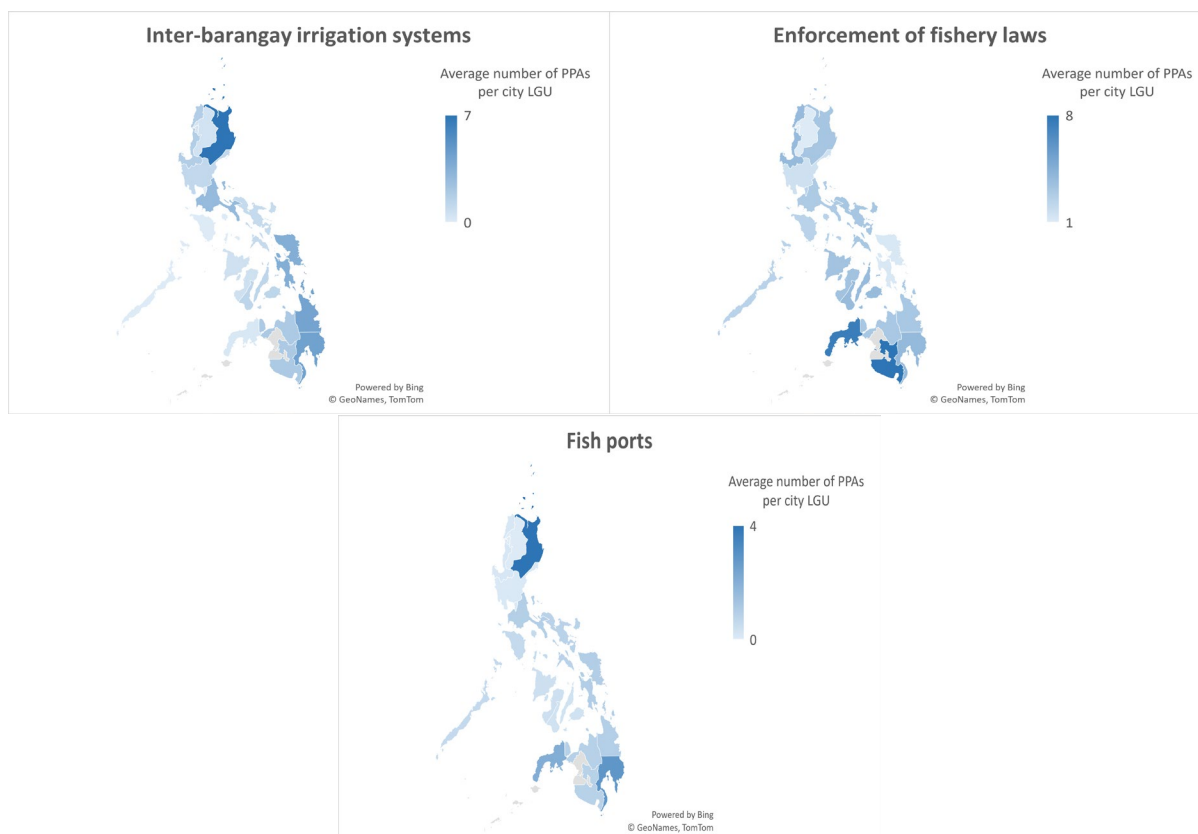 Inter-barangay irrigation systems
Average number of PPAs
per city LGU
7
0
Powered by Bing
© GeoNames, TomTom
Enforcement of fishery laws
Average number of PPAs
per city LGU
8
1
Powered by Bing
© GeoNames, TomTom
Fish ports
Average number of PPAs
per city LGU
4
0
Powered by Bing
© GeoNames, TomTom